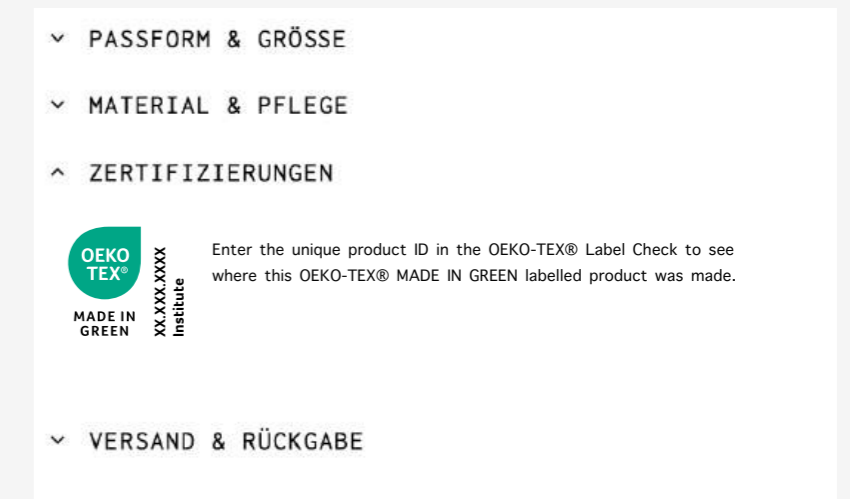 PASSFORM & GRÖSSE
MATERIAL & PFLEGE
ZERTIFIZIERUNGEN
OEKO
TEX®
MADE IN
GREEN
XX.XXX.XXXX
Institute
Enter the unique product ID in the OEKO-TEX® Label Check to see
where this OEKO-TEX® MADE IN GREEN labelled product was made.
VERSAND & RÜCKGABE